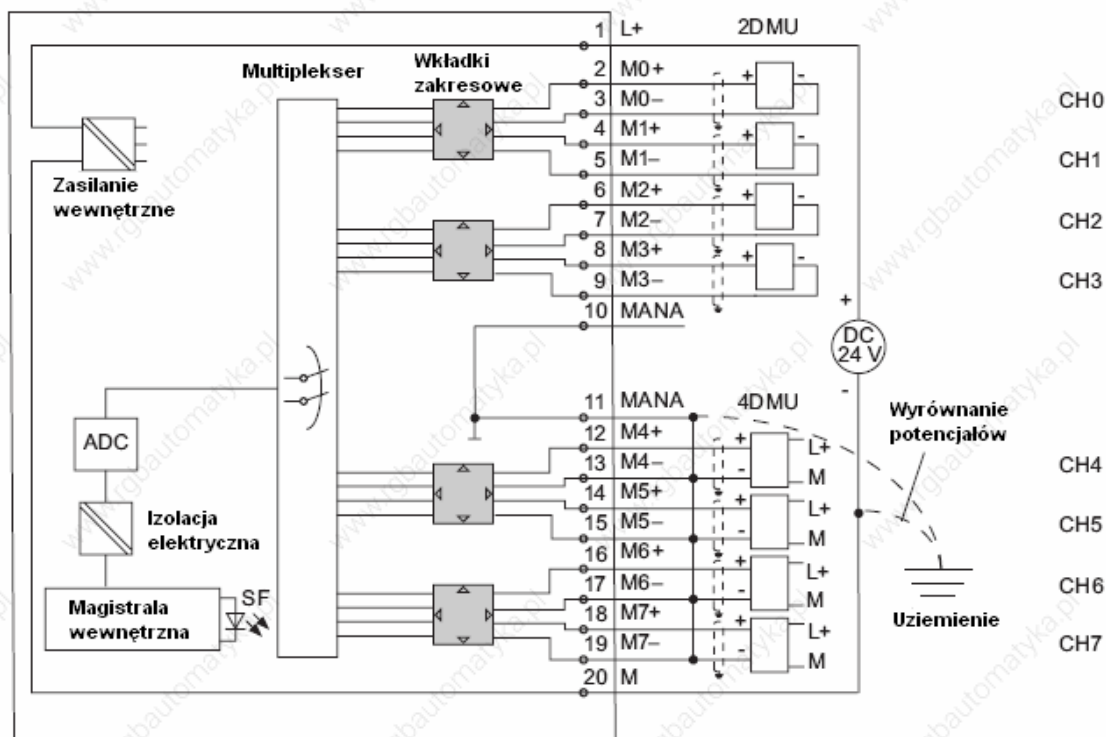 1 L+ 2DMU
Multiplekser
Wkładki
zakresowe
2 M0+ + -
3 M0– CH0
4 M1+ + -
5 M1– CH1
Zasilanie
wewnętrzne
6 M2+ + -
7 M2– CH2
8 M3+ + -
9 M3– CH3
10 MANA +
DC
24 V
-
11 MANA 4DMU
Wyrównanie
potencjałów
ADC
12 M4+ + L+
13 M4– - M CH4
14 M5+ + L+
15 M5– - M CH5
Izolacja
elektryczna
16 M6+ + L+
17 M6– - M CH6
Magistrala
wewnętrzna
SF
18 M7+ + L+
19 M7– - M CH7
Uziemienie
20 M
www.rgbautomatyka.pl